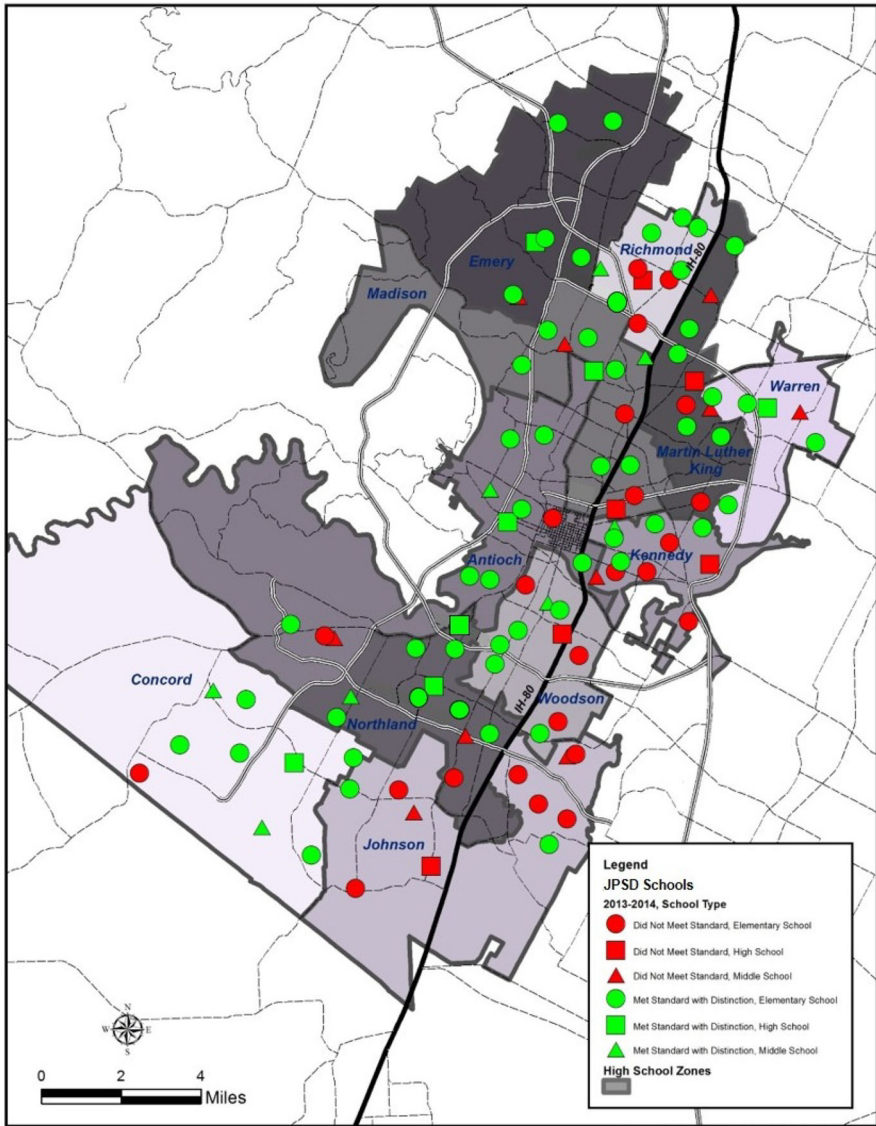 Richmond
IH-80
Emery
Madison
Warren
Martin Luther
King
Antioch
Kennedy
Concord
IH-80
Woodson
Northland
Johnson
Legend
JPSD Schools
2013-2014, School Type
Did Not Meet Standard, Elementary School
Did Not Meet Standard, High School
Did Not Meet Standard, Middle School
Met Standard with Distinction, Elementary School
Met Standard with Distinction, High School
Met Standard with Distinction, Middle School
High School Zones
N
W E
S
0 2 4
Miles